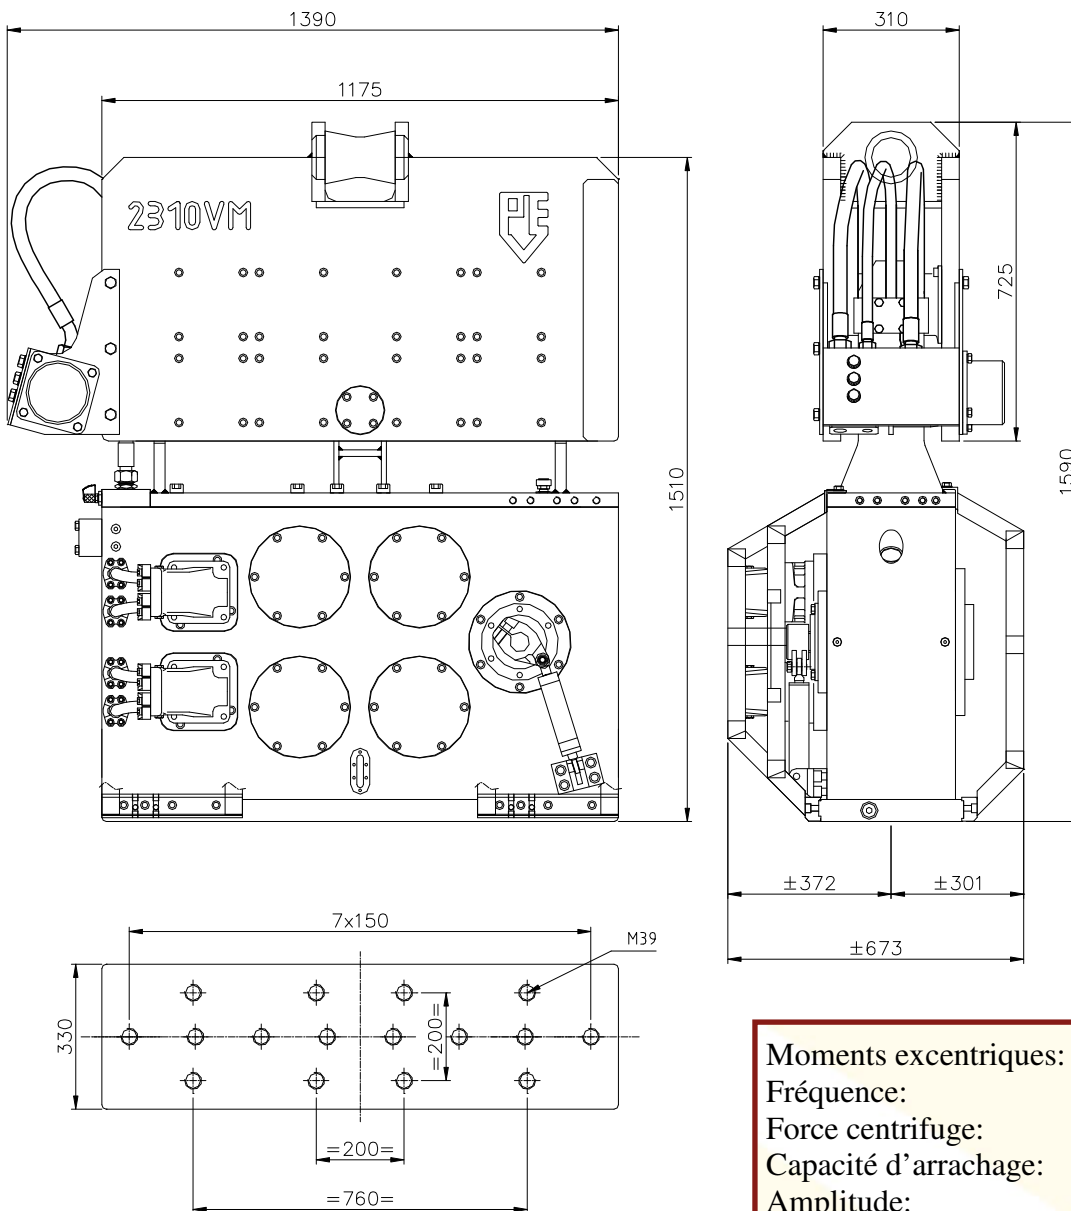 1390
310
1175
2310VM
PVE
725
1510
1590
±372
±301
±673
7x150
M39
330
=200=
=200=
=760=
Moments excentriques:
Fréquence:
Force centrifuge:
Capacité d'arrachage:
Amplitude: